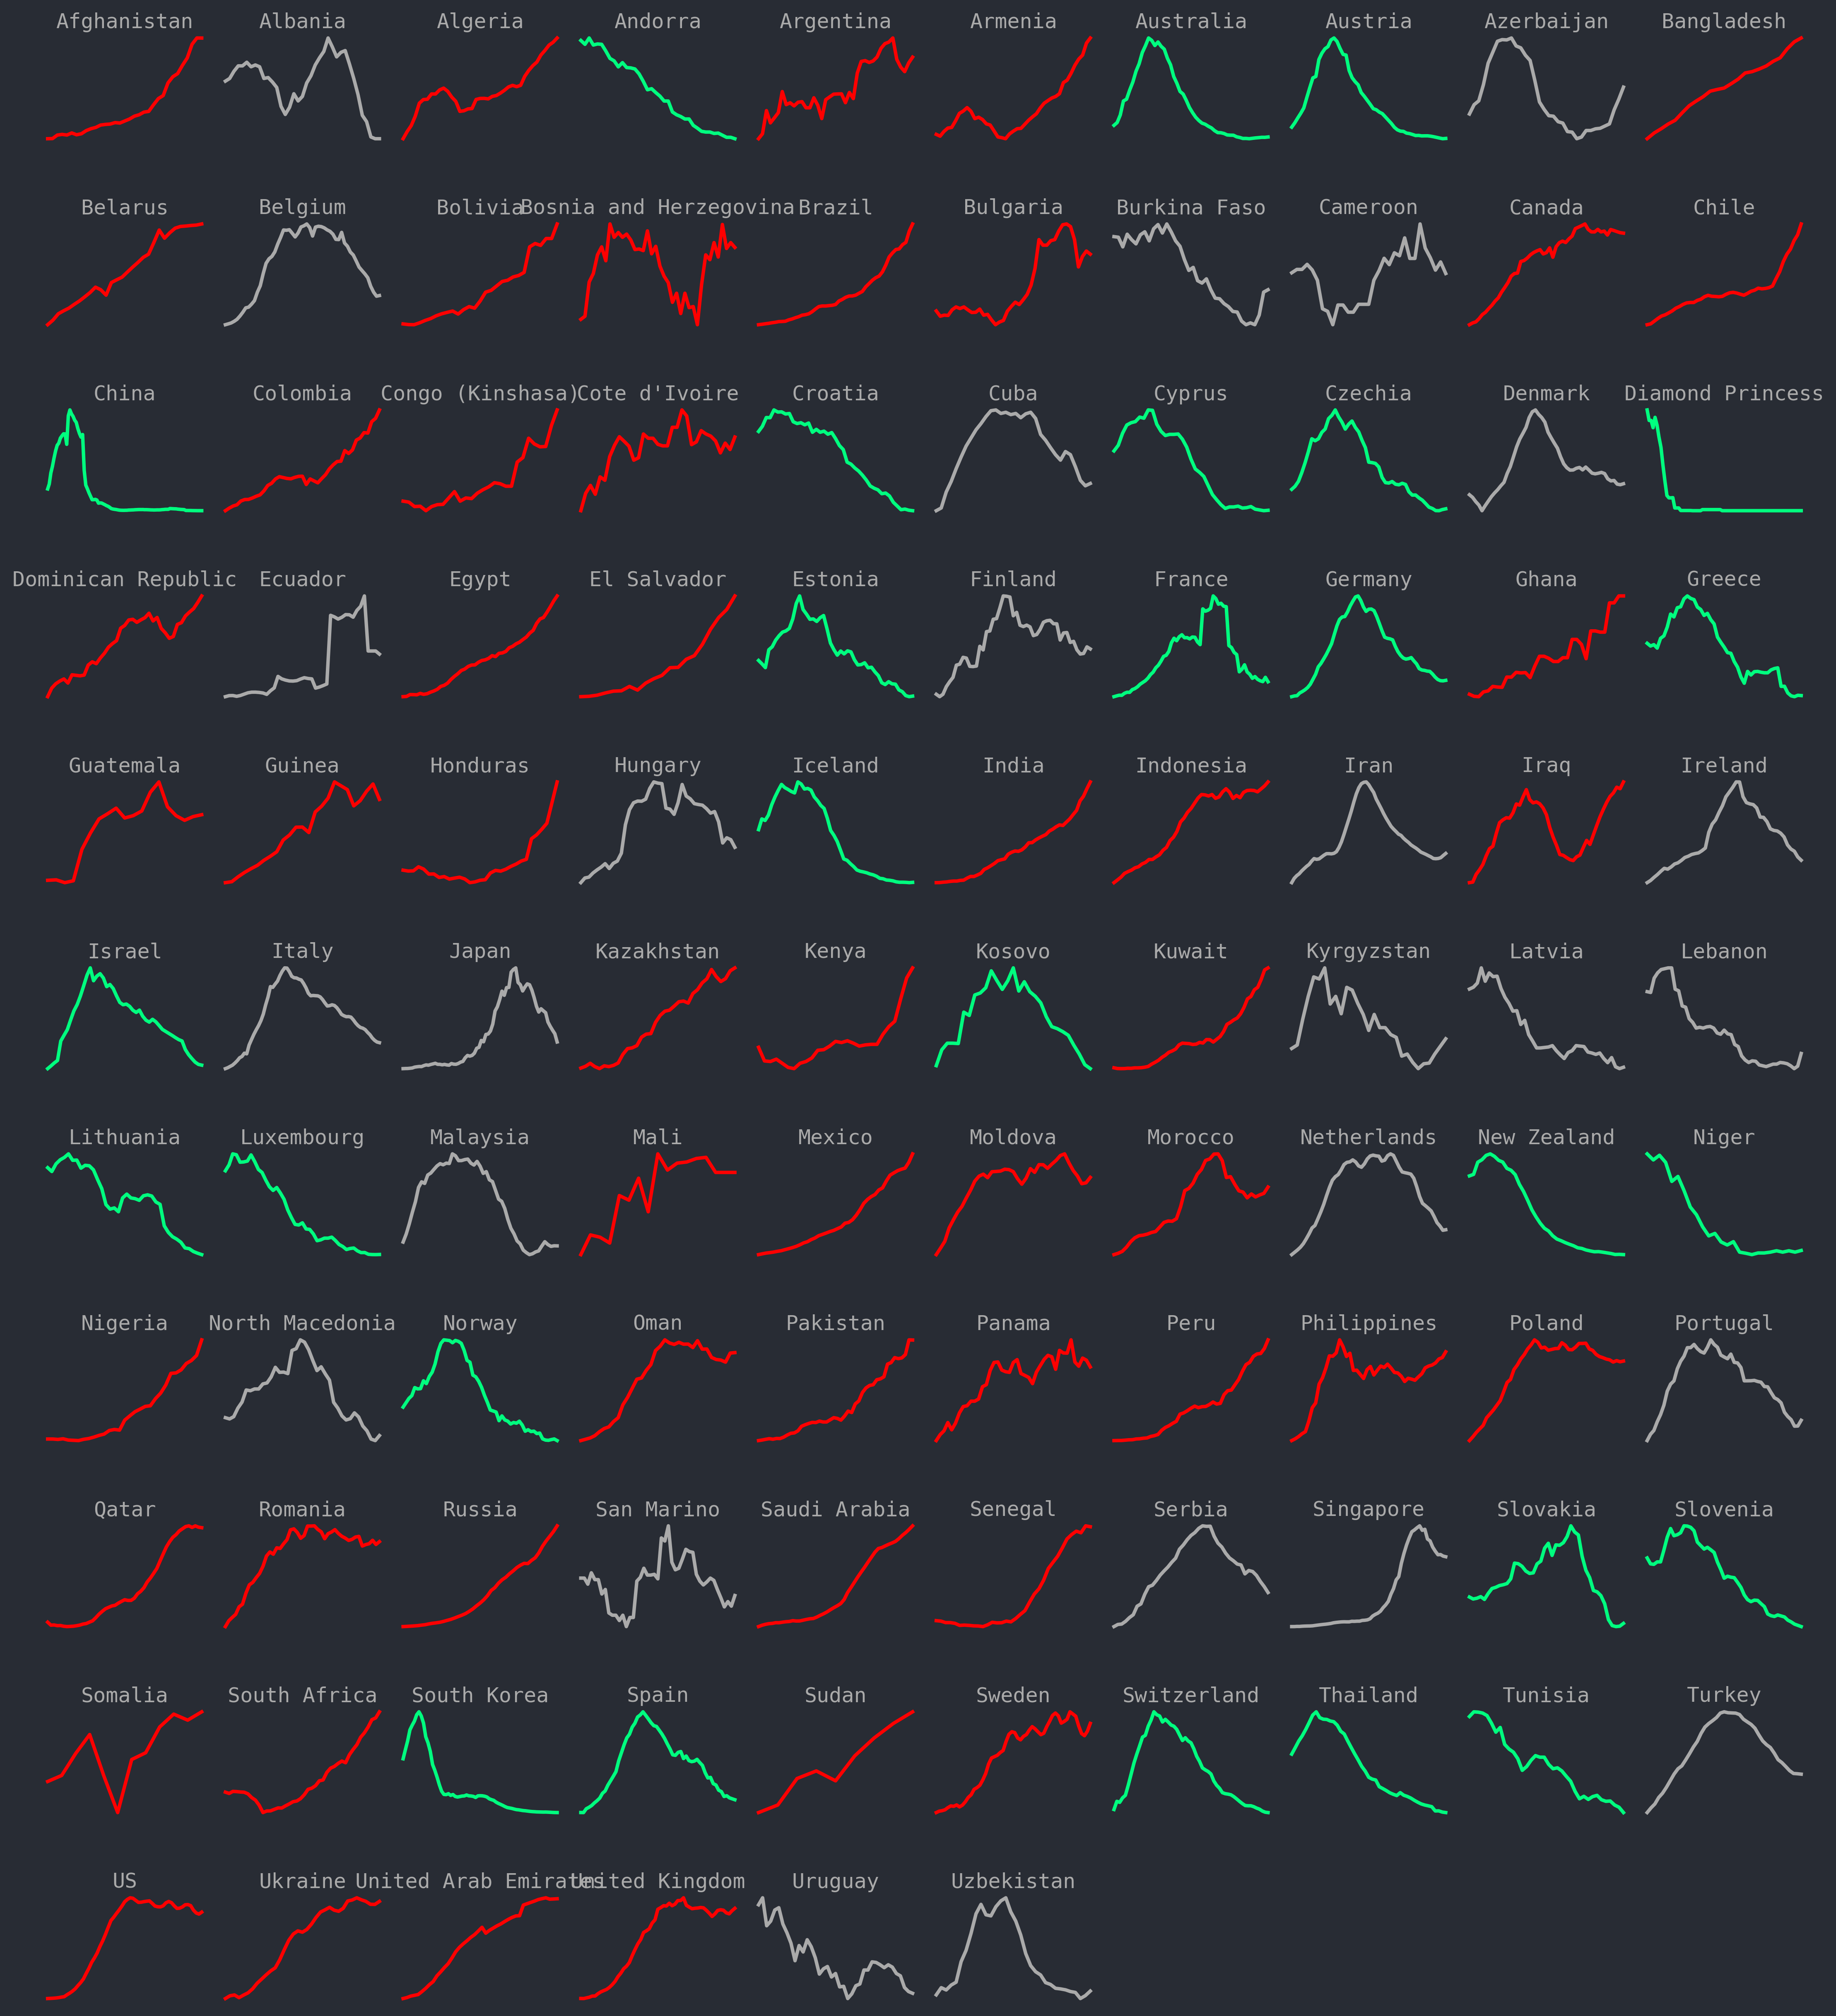 Afghanistan Albania Algeria Andorra Argentina Armenia Australia Austria Azerbaijan Bangladesh
Belarus Belgium Bolivia Bosnia and Herzegovina Brazil Bulgaria Burkina Faso Cameroon Canada Chile
China Colombia Congo (Kinshasa) Cote d'Ivoire Croatia Cuba Cyprus Czechia Denmark Diamond Princess
Dominican Republic Ecuador Egypt El Salvador Estonia Finland France Germany Ghana Greece
Guatemala Guinea Honduras Hungary Iceland India Indonesia Iran Iraq Ireland
Israel Italy Japan Kazakhstan Kenya Kosovo Kuwait Kyrgyzstan Latvia Lebanon
Lithuania Luxembourg Malaysia Mali Mexico Moldova Morocco Netherlands New Zealand Niger
Nigeria North Macedonia Norway Oman Pakistan Panama Peru Philippines Poland Portugal
Qatar Romania Russia San Marino Saudi Arabia Senegal Serbia Singapore Slovakia Slovenia
Somalia South Africa South Korea Spain Sudan Sweden Switzerland Thailand Tunisia Turkey
US Ukraine United Arab Emirates United Kingdom Uruguay Uzbekistan